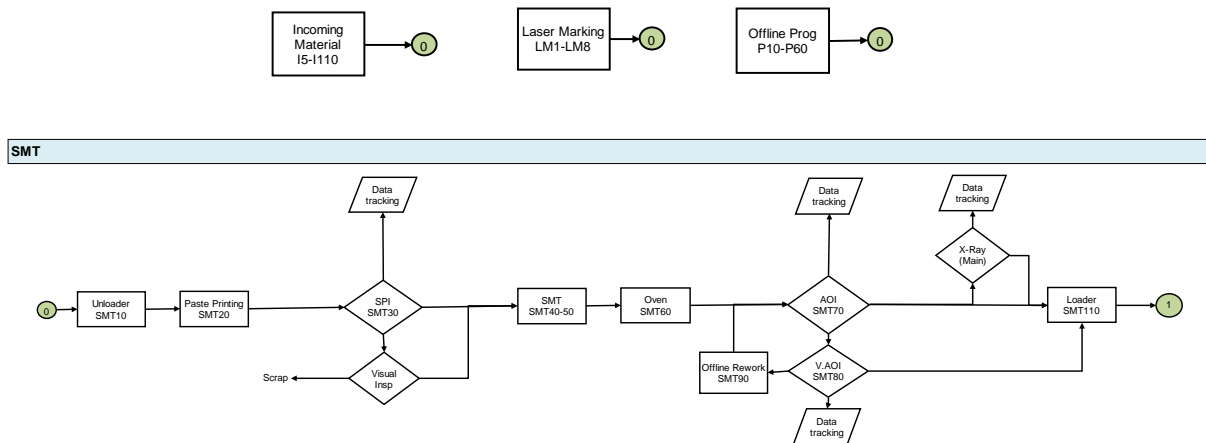 Incoming
Material
I5-I110
0
Laser Marking
LM1-LM8
0
Offline Prog
P10-P60
0
SMT
Data
tracking
Data
tracking
Data
tracking
X-Ray
(Main)
0
Unloader
SMT10
Paste Printing
SMT20
SPI
SMT30
SMT
SMT40-50
Oven
SMT60
AOI
SMT70
Loader
SMT110
1
Scrap
Visual
Insp
Offline Rework
SMT90
V.AOI
SMT80
Data
tracking